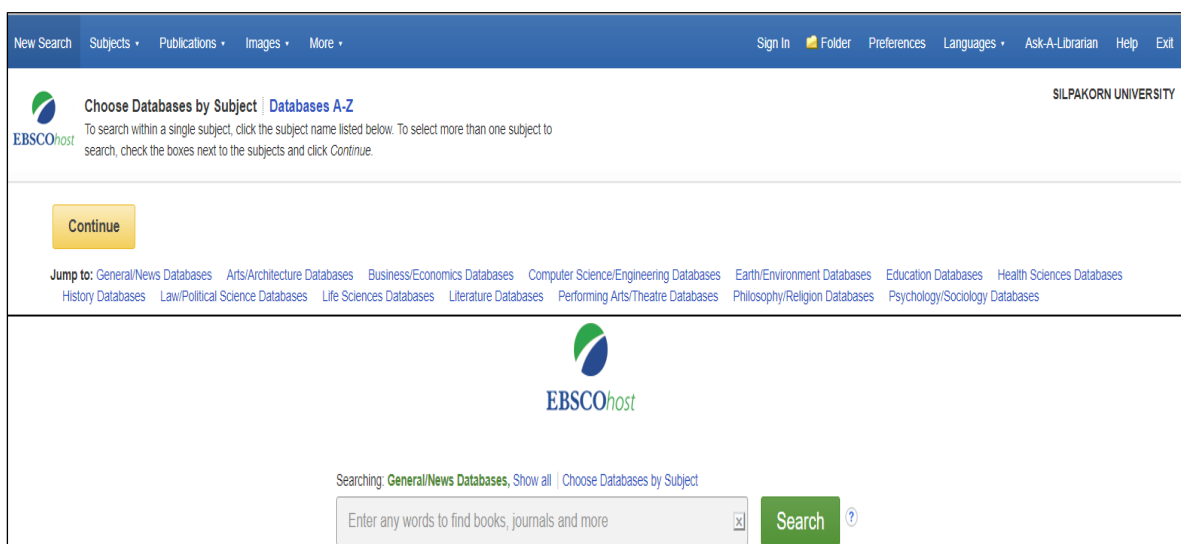 New Search Subjects Publications Images More Sign In Folder Preferences Languages Ask-A-Librarian Help Exit
SILPAKORN UNIVERSITY
Choose Databases by Subject | Databases A-Z
EBSCOhost
To search within a single subject, click the subject name listed below. To select more than one subject to
search, check the boxes next to the subjects and click Continue.
Continue
Jump to: General/News Databases Arts/Architecture Databases Business/Economics Databases Computer Science/Engineering Databases Earth/Environment Databases Education Databases Health Sciences Databases
History Databases Law/Political Science Databases Life Sciences Databases Literature Databases Performing Arts/Theatre Databases Philosophy/Religion Databases Psychology/Sociology Databases
EBSCOhost
Searching: General/News Databases, Show all | Choose Databases by Subject
Enter any words to find books, journals and more x Search ?